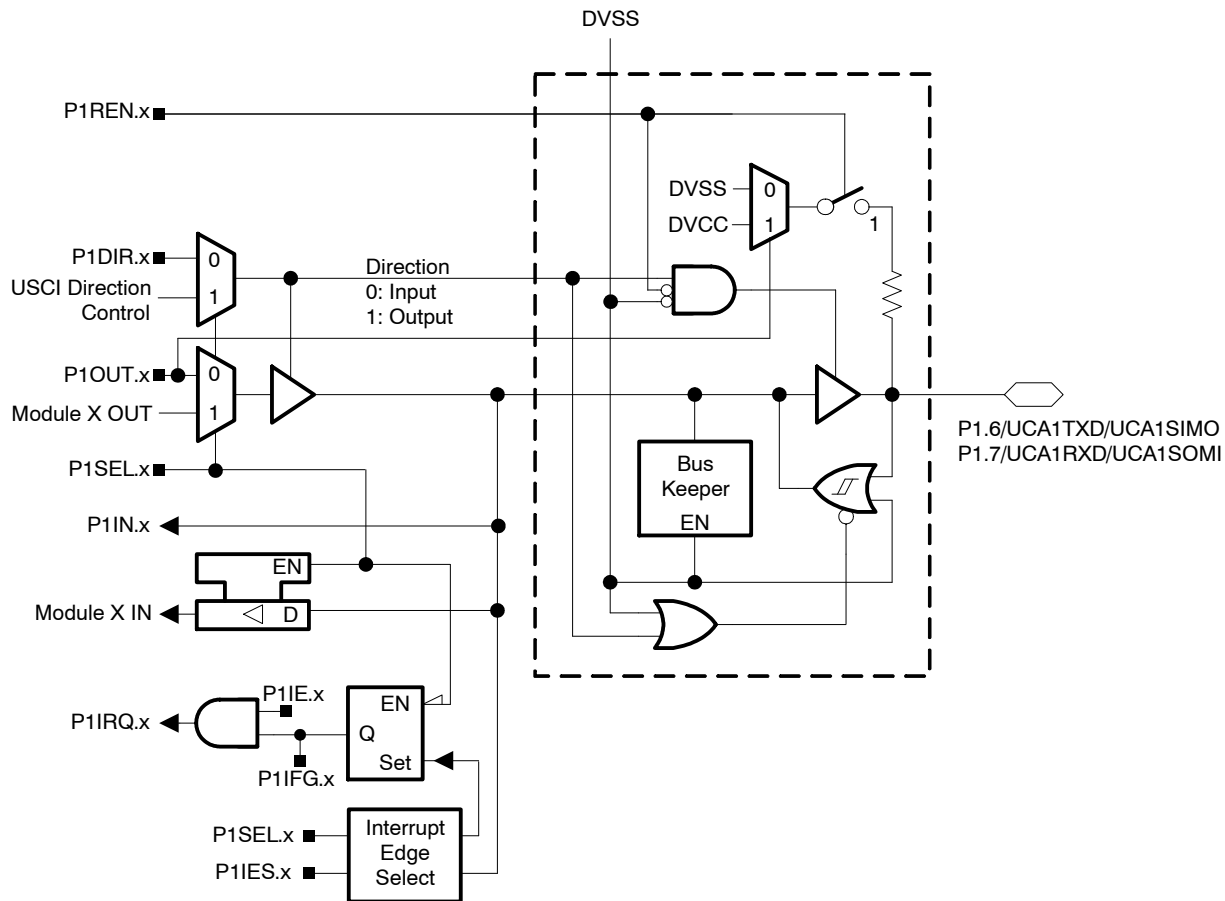 DVSS
P1REN.x
DVSS
0
DVCC
1
1
P1DIR.x
0
USCI Direction
Control
1
Direction
0: Input
1: Output
P1OUT.x
0
Module X OUT
1
P1SEL.x
P1.6/UCA1TXD/UCA1SIMO
P1.7/UCA1RXD/UCA1SOMI
Bus
Keeper
EN
P1IN.x
EN
Module X IN
D
P1IE.x
P1IRQ.x
EN
Q
Set
P1IFG.x
P1SEL.x
P1IES.x
Interrupt
Edge
Select